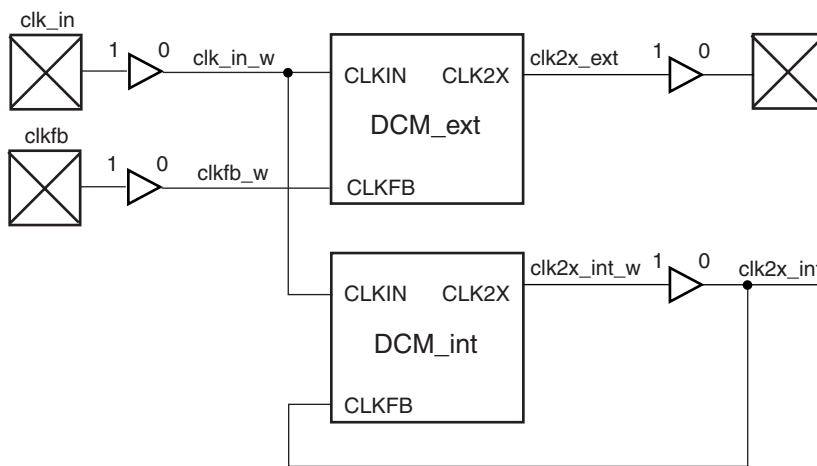 clk_in
1 0 clk_in_w
CLKIN CLK2X
clk2x_ext 1 0
DCM_ext
clkfb
1 0 clkfb_w
CLKFB
CLKIN CLK2X
clk2x_int_w 1 0 clk2x_int
DCM_int
CLKFB